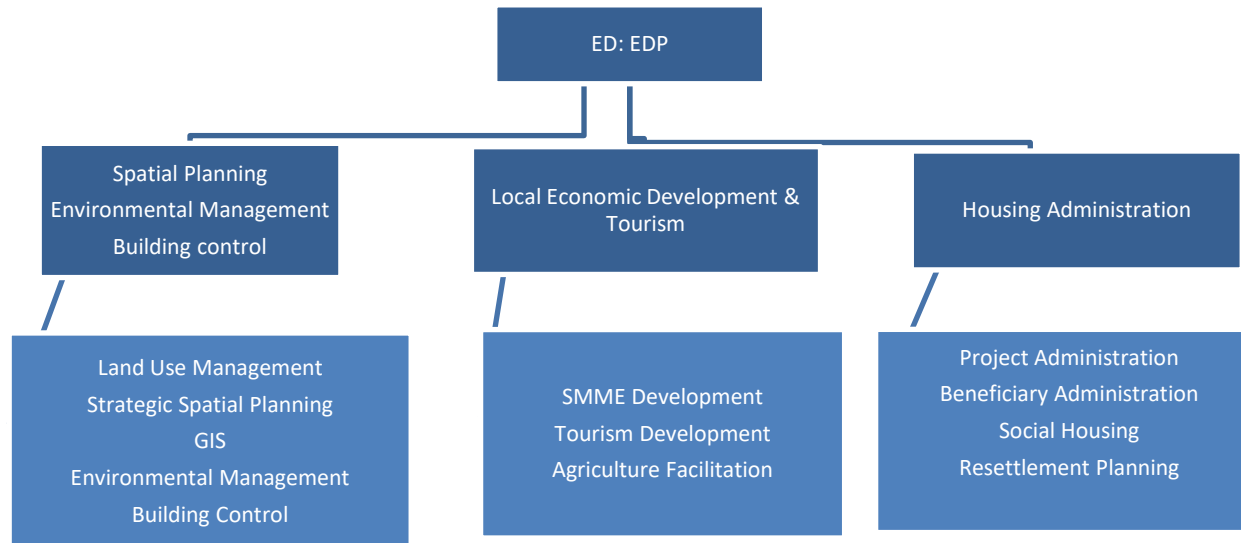 ED: EDP
Spatial Planning
Environmental Management
Building control
Local Economic Development &
Tourism
Housing Administration
Land Use Management
Strategic Spatial Planning
GIS
Environmental Management
Building Control
SMME Development
Tourism Development
Agriculture Facilitation
Project Administration
Beneficiary Administration
Social Housing
Resettlement Planning